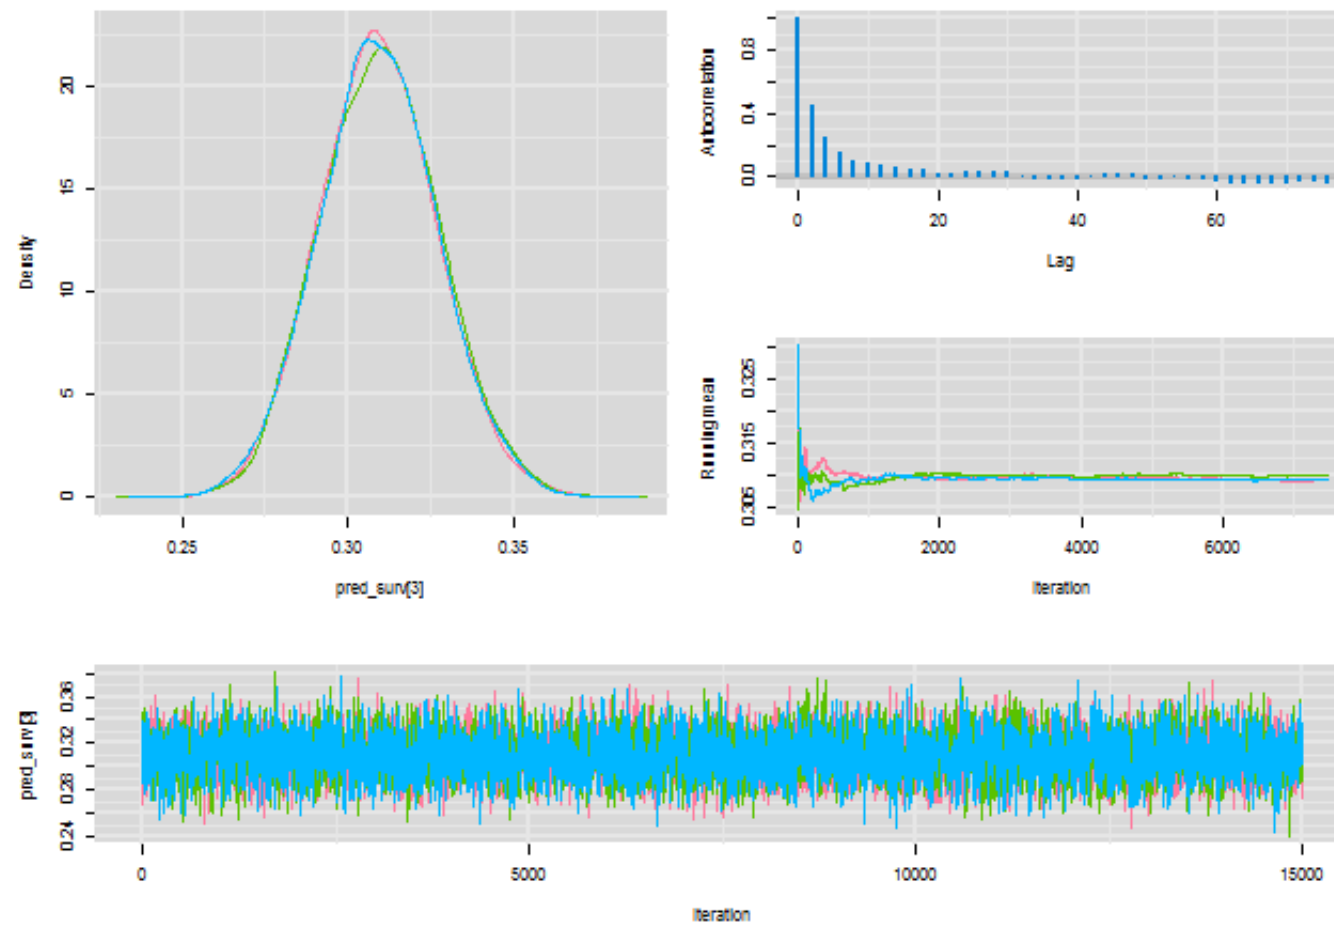 Density
20
15
10
5
0
0.25 0.30 0.35
pred_surv[3]
Autocorrelation
0.8
0.4
0.0
0 20 40 60
Lag
Running mean
0.325
0.315
0.305
0 2000 4000 6000
Iteration
pred_surv[3]
0.36
0.32
0.28
0.24
0 5000 10000 15000
Iteration